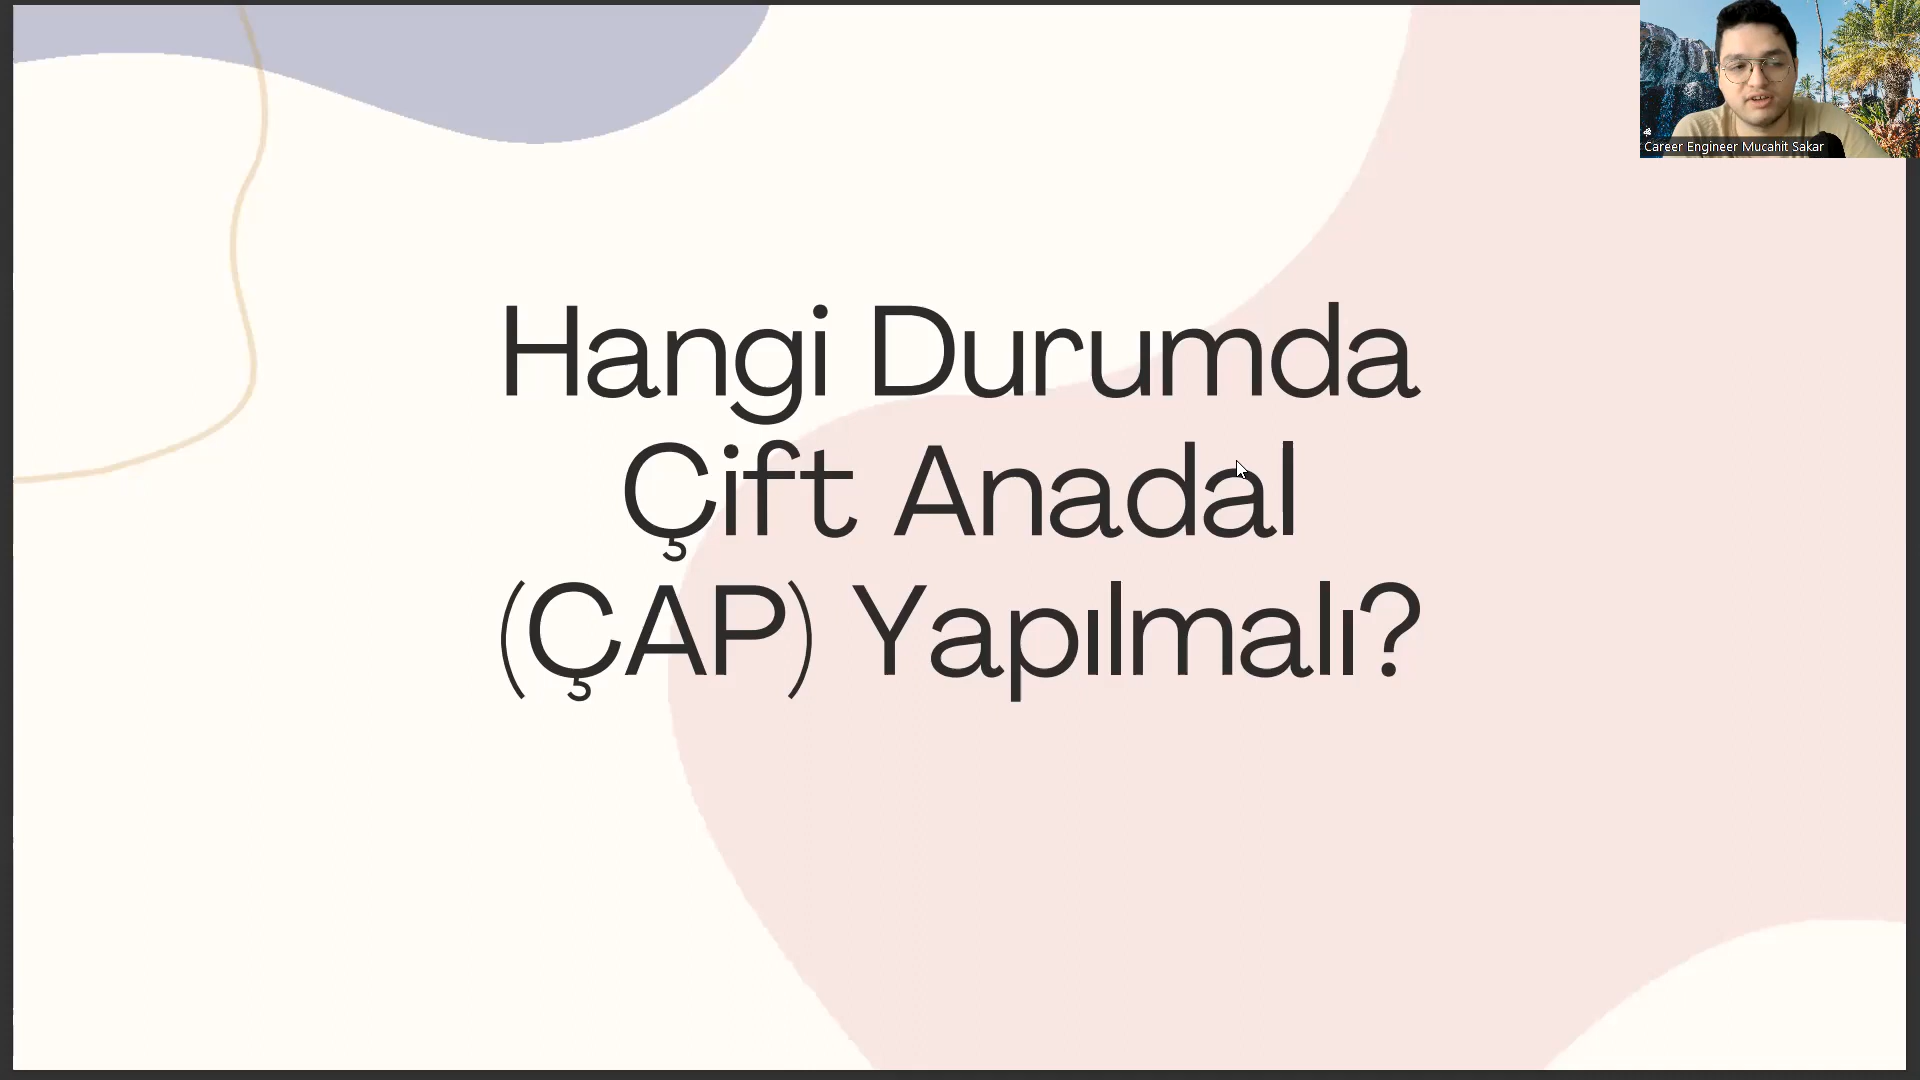 Career Engineer Mucahit Sakar
Hangi Durumda
Çift Anadal
(ÇAP) Yapılmalı?